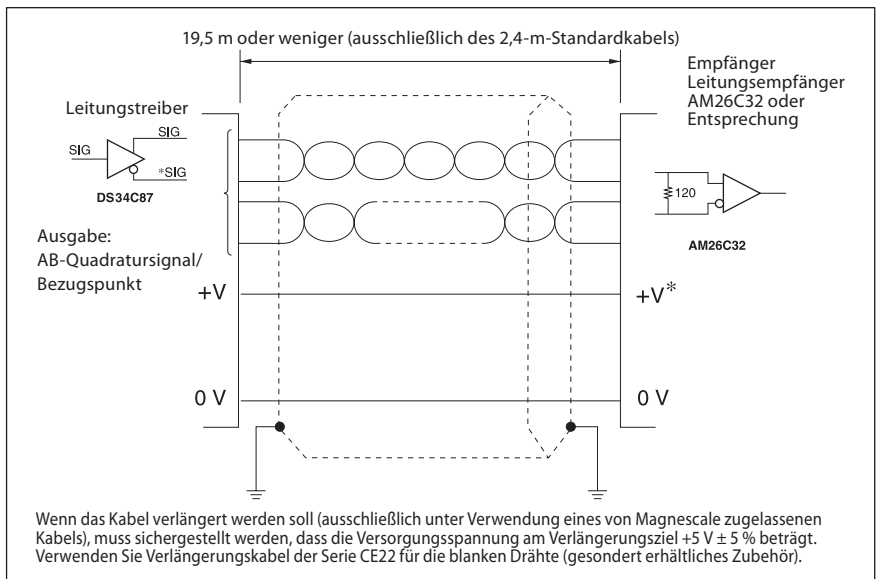 19,5 m oder weniger (ausschließlich des 2,4-m-Standardkabels)
Empfänger
Leitungsempfänger
AM26C32 oder
Entsprechung
Leitungstreiber
SIG
SIG
*SIG
DS34C87
120
AM26C32
Ausgabe:
AB-Quadratursignal/
Bezugspunkt
+V
+V*
0 V
0 V
Wenn das Kabel verlängert werden soll (ausschließlich unter Verwendung eines von Magnescale zugelassenen
Kabels), muss sichergestellt werden, dass die Versorgungsspannung am Verlängerungsziel +5 V ± 5 % beträgt.
Verwenden Sie Verlängerungskabel der Serie CE22 für die blanken Drähte (gesondert erhältliches Zubehör).